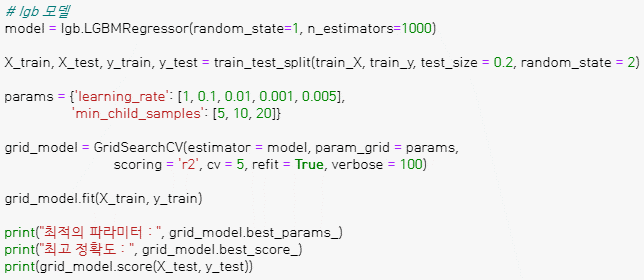 # lgb 모델
model = lgb.LGBMRegressor(random_state=1, n_estimators=1000)
X_train, X_test, y_train, y_test = train_test_split(train_X, train_y, test_size = 0.2, random_state = 2)
params = {'learning_rate': [1, 0.1, 0.01, 0.001, 0.005],
'min_child_samples': [5, 10, 20]}
grid_model = GridSearchCV(estimator = model, param_grid = params,
scoring = 'r2', cv = 5, refit = True, verbose = 100)
grid_model.fit(X_train, y_train)
print("최적의 파라미터 : ", grid_model.best_params_)
print("최고 정확도 : ", grid_model.best_score_)
print(grid_model.score(X_test, y_test))